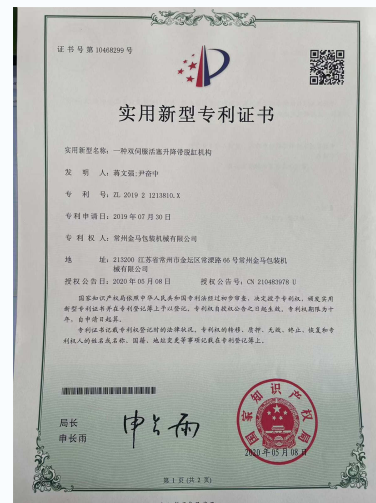 证书号第10468299号
实用新型专利证书
实用新型名称：一种双伺服活塞升降带脱缸机构
发 明 人：蒋文强;尹奋中
专 利 号：ZL 2019 2 1213810.X
专利申请日：2019年07月30日
专 利 权 人：常州金马包装机械有限公司
地 址：213200 江苏省常州市金坛区常溧路66号常州金马包装机
械有限公司
授权公告日：2020年05月08日 授权公告号：CN 210483978 U
国家知识产权局依照中华人民共和国专利法经过初步审查，决定授予专利权，颁发实用
新型专利证书并在专利登记簿上予以登记。专利权自授权公告之日起生效。专利权期限为十
年，自申请日起算。
专利证书记载专利权登记时的法律状况。专利权的转移、质押、无效、终止、恢复和专
利权人的姓名或名称、国籍、地址变更等事项记载在专利登记簿上。
局长
申长雨
申长雨
国家知识产权局
2020年05月08日
第 1 页 (共 2 页)